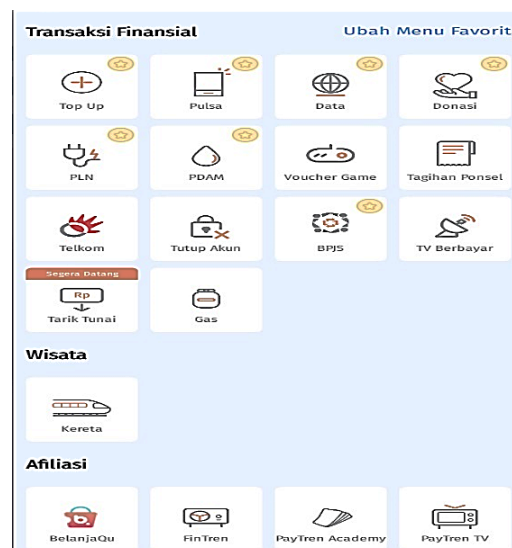 Transaksi Finansial Ubah Menu Favorit
Top Up Pulsa Data Donasi
PLN PDAM Voucher Game Tagihan Ponsel
Telkom Tutup Akun BPJS TV Berbayar
Segera Datang
Rp
Tarik Tunai Gas
Wisata
Kereta
Afiliasi
BelanjaQu FinTren PayTren Academy PayTren TV